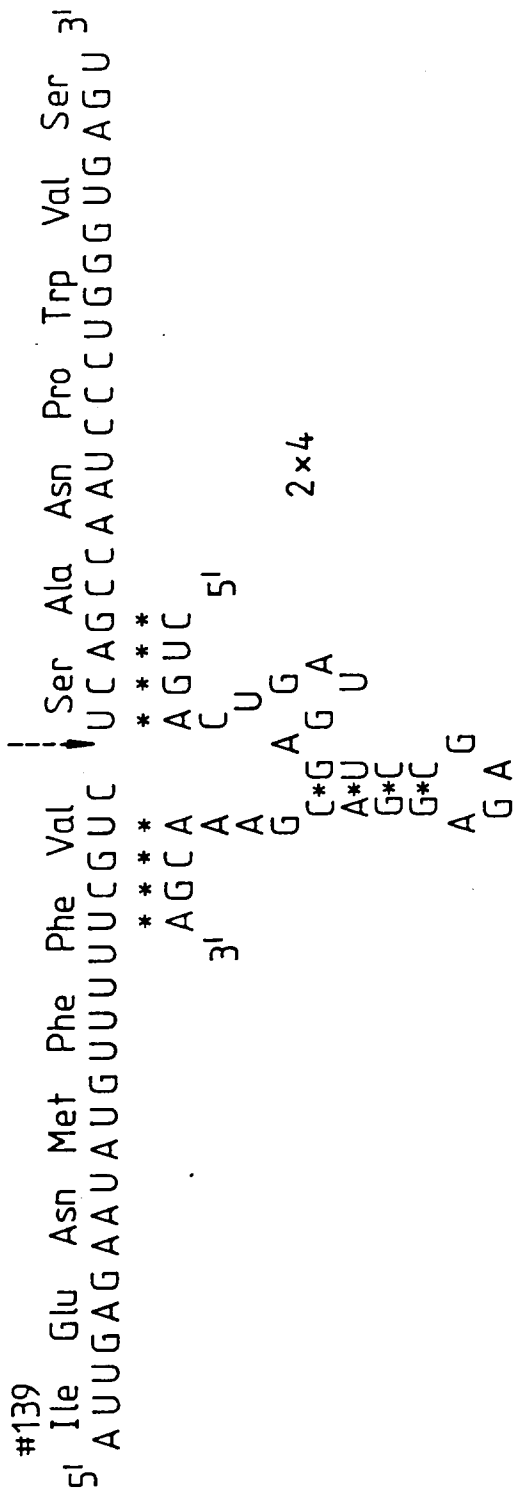 #139
5' Ile Glu Asn Met Phe Phe Val Ser Ala Asn Pro Trp Val Ser 3'
A U U G A G A A U A U G U U U U U C G U C U C A G C C A A U C C C U G G G U G A G U
* * * * * * * *
A G C A A G U C
3' A C 5'
A U
G A G 2×4
C*G G A
A*U U
G*C
G*C
A G
G A